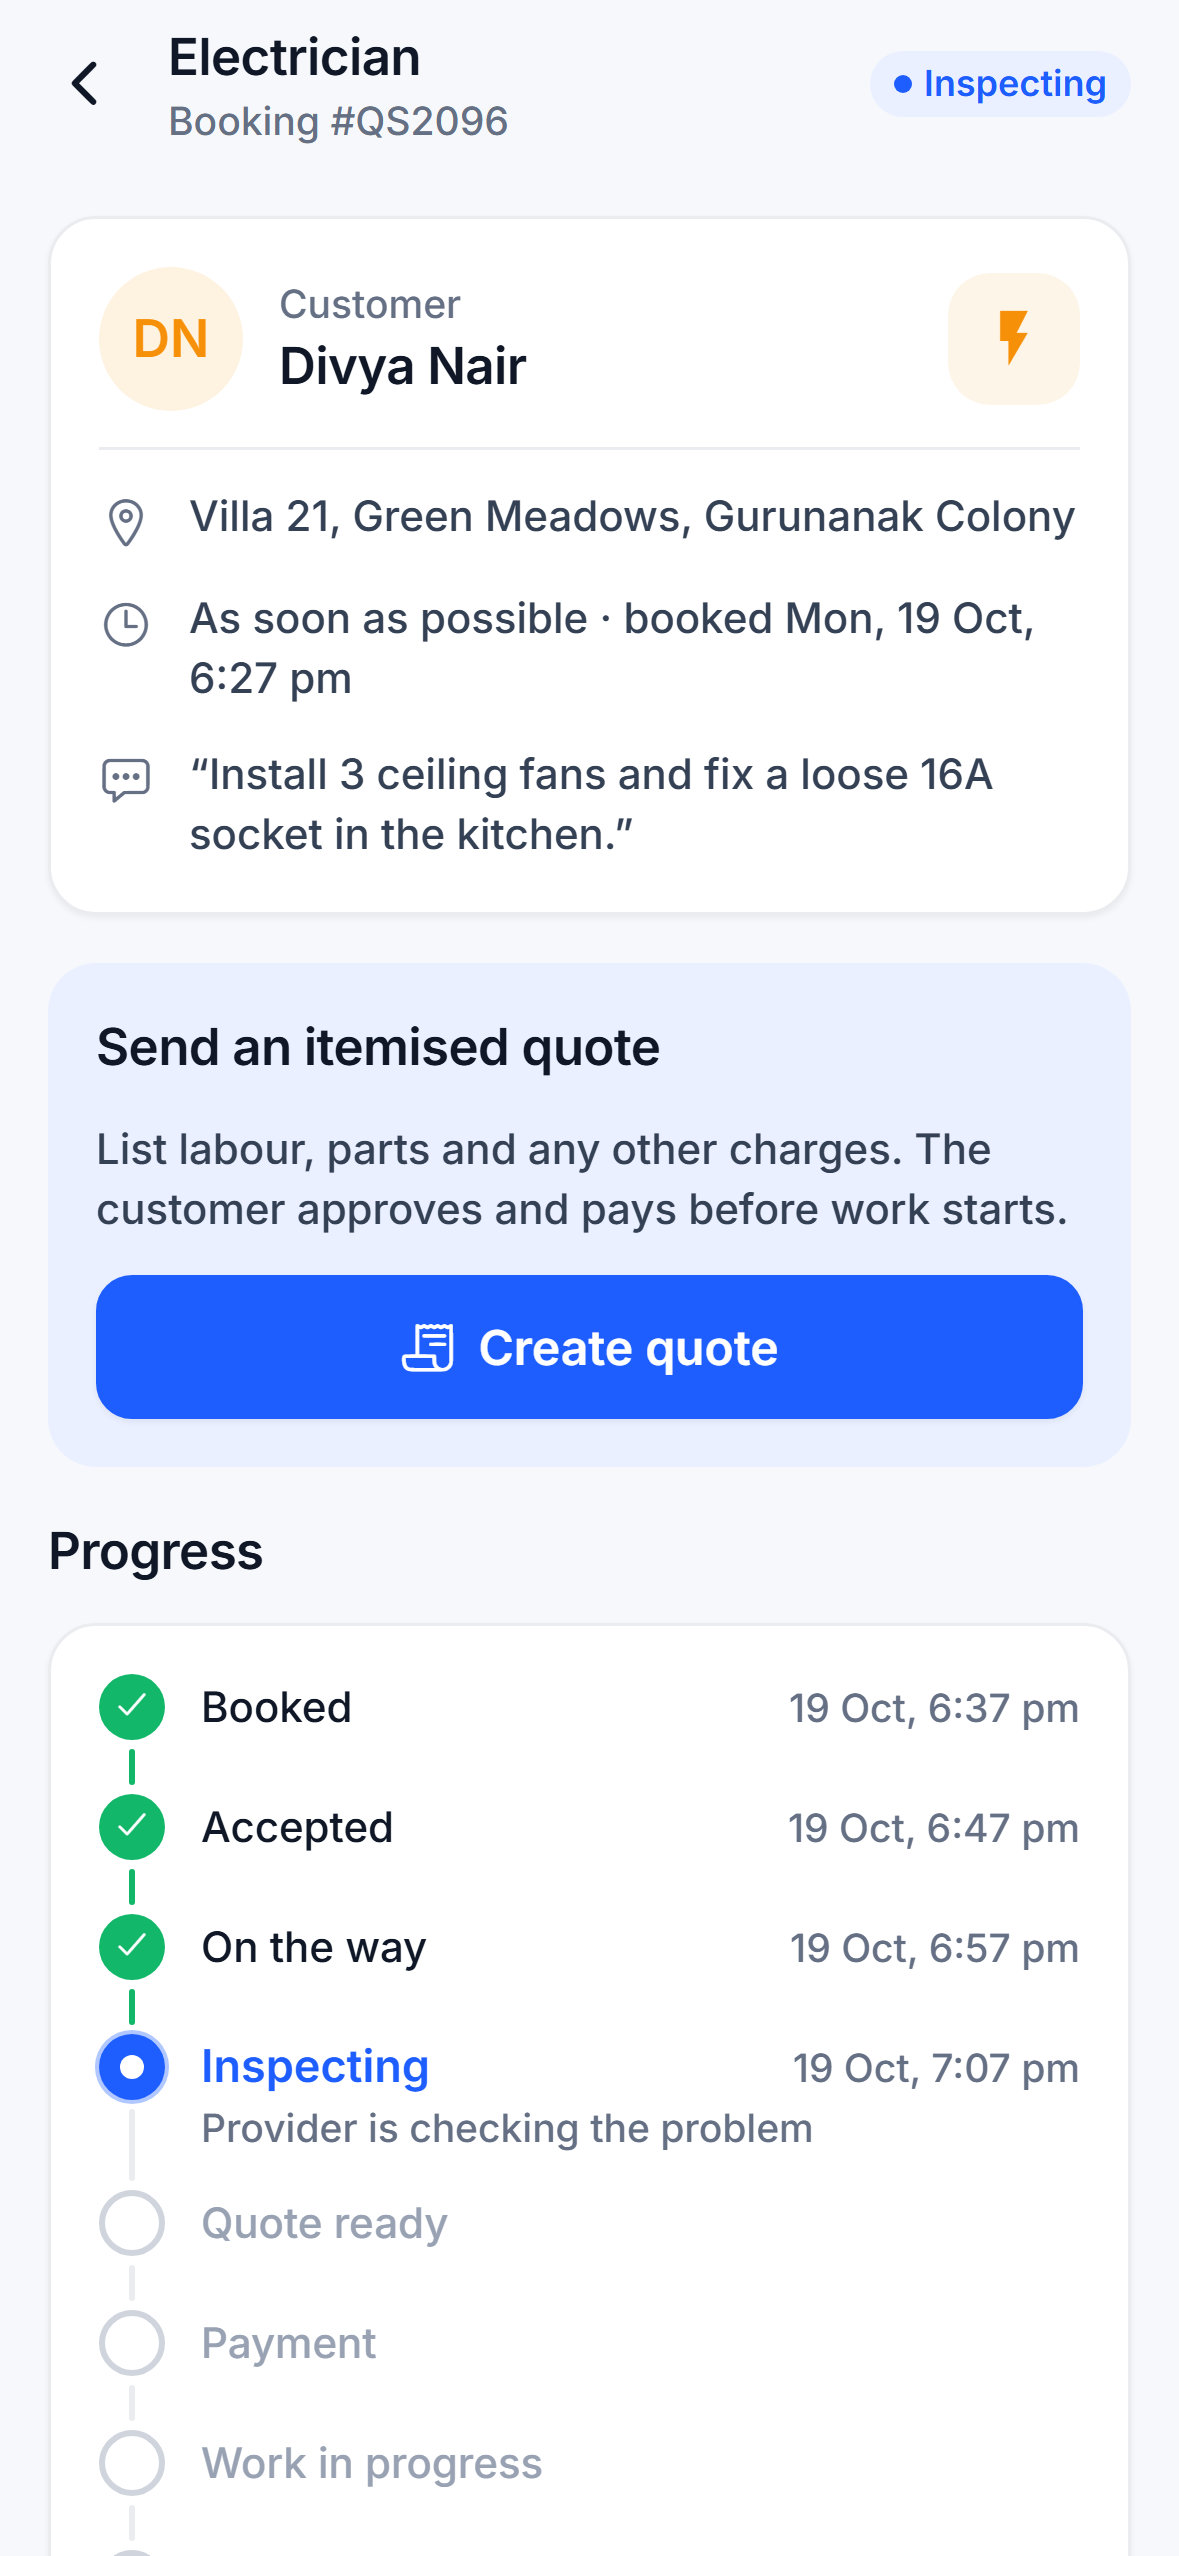 Electrician
Booking #QS2096
Inspecting
DN
Customer
Divya Nair
Villa 21, Green Meadows, Gurunanak Colony
As soon as possible · booked Mon, 19 Oct,
6:27 pm
“Install 3 ceiling fans and fix a loose 16A
socket in the kitchen.”
Send an itemised quote
List labour, parts and any other charges. The
customer approves and pays before work starts.
Create quote
Progress
Booked 19 Oct, 6:37 pm
Accepted 19 Oct, 6:47 pm
On the way 19 Oct, 6:57 pm
Inspecting 19 Oct, 7:07 pm
Provider is checking the problem
Quote ready
Payment
Work in progress